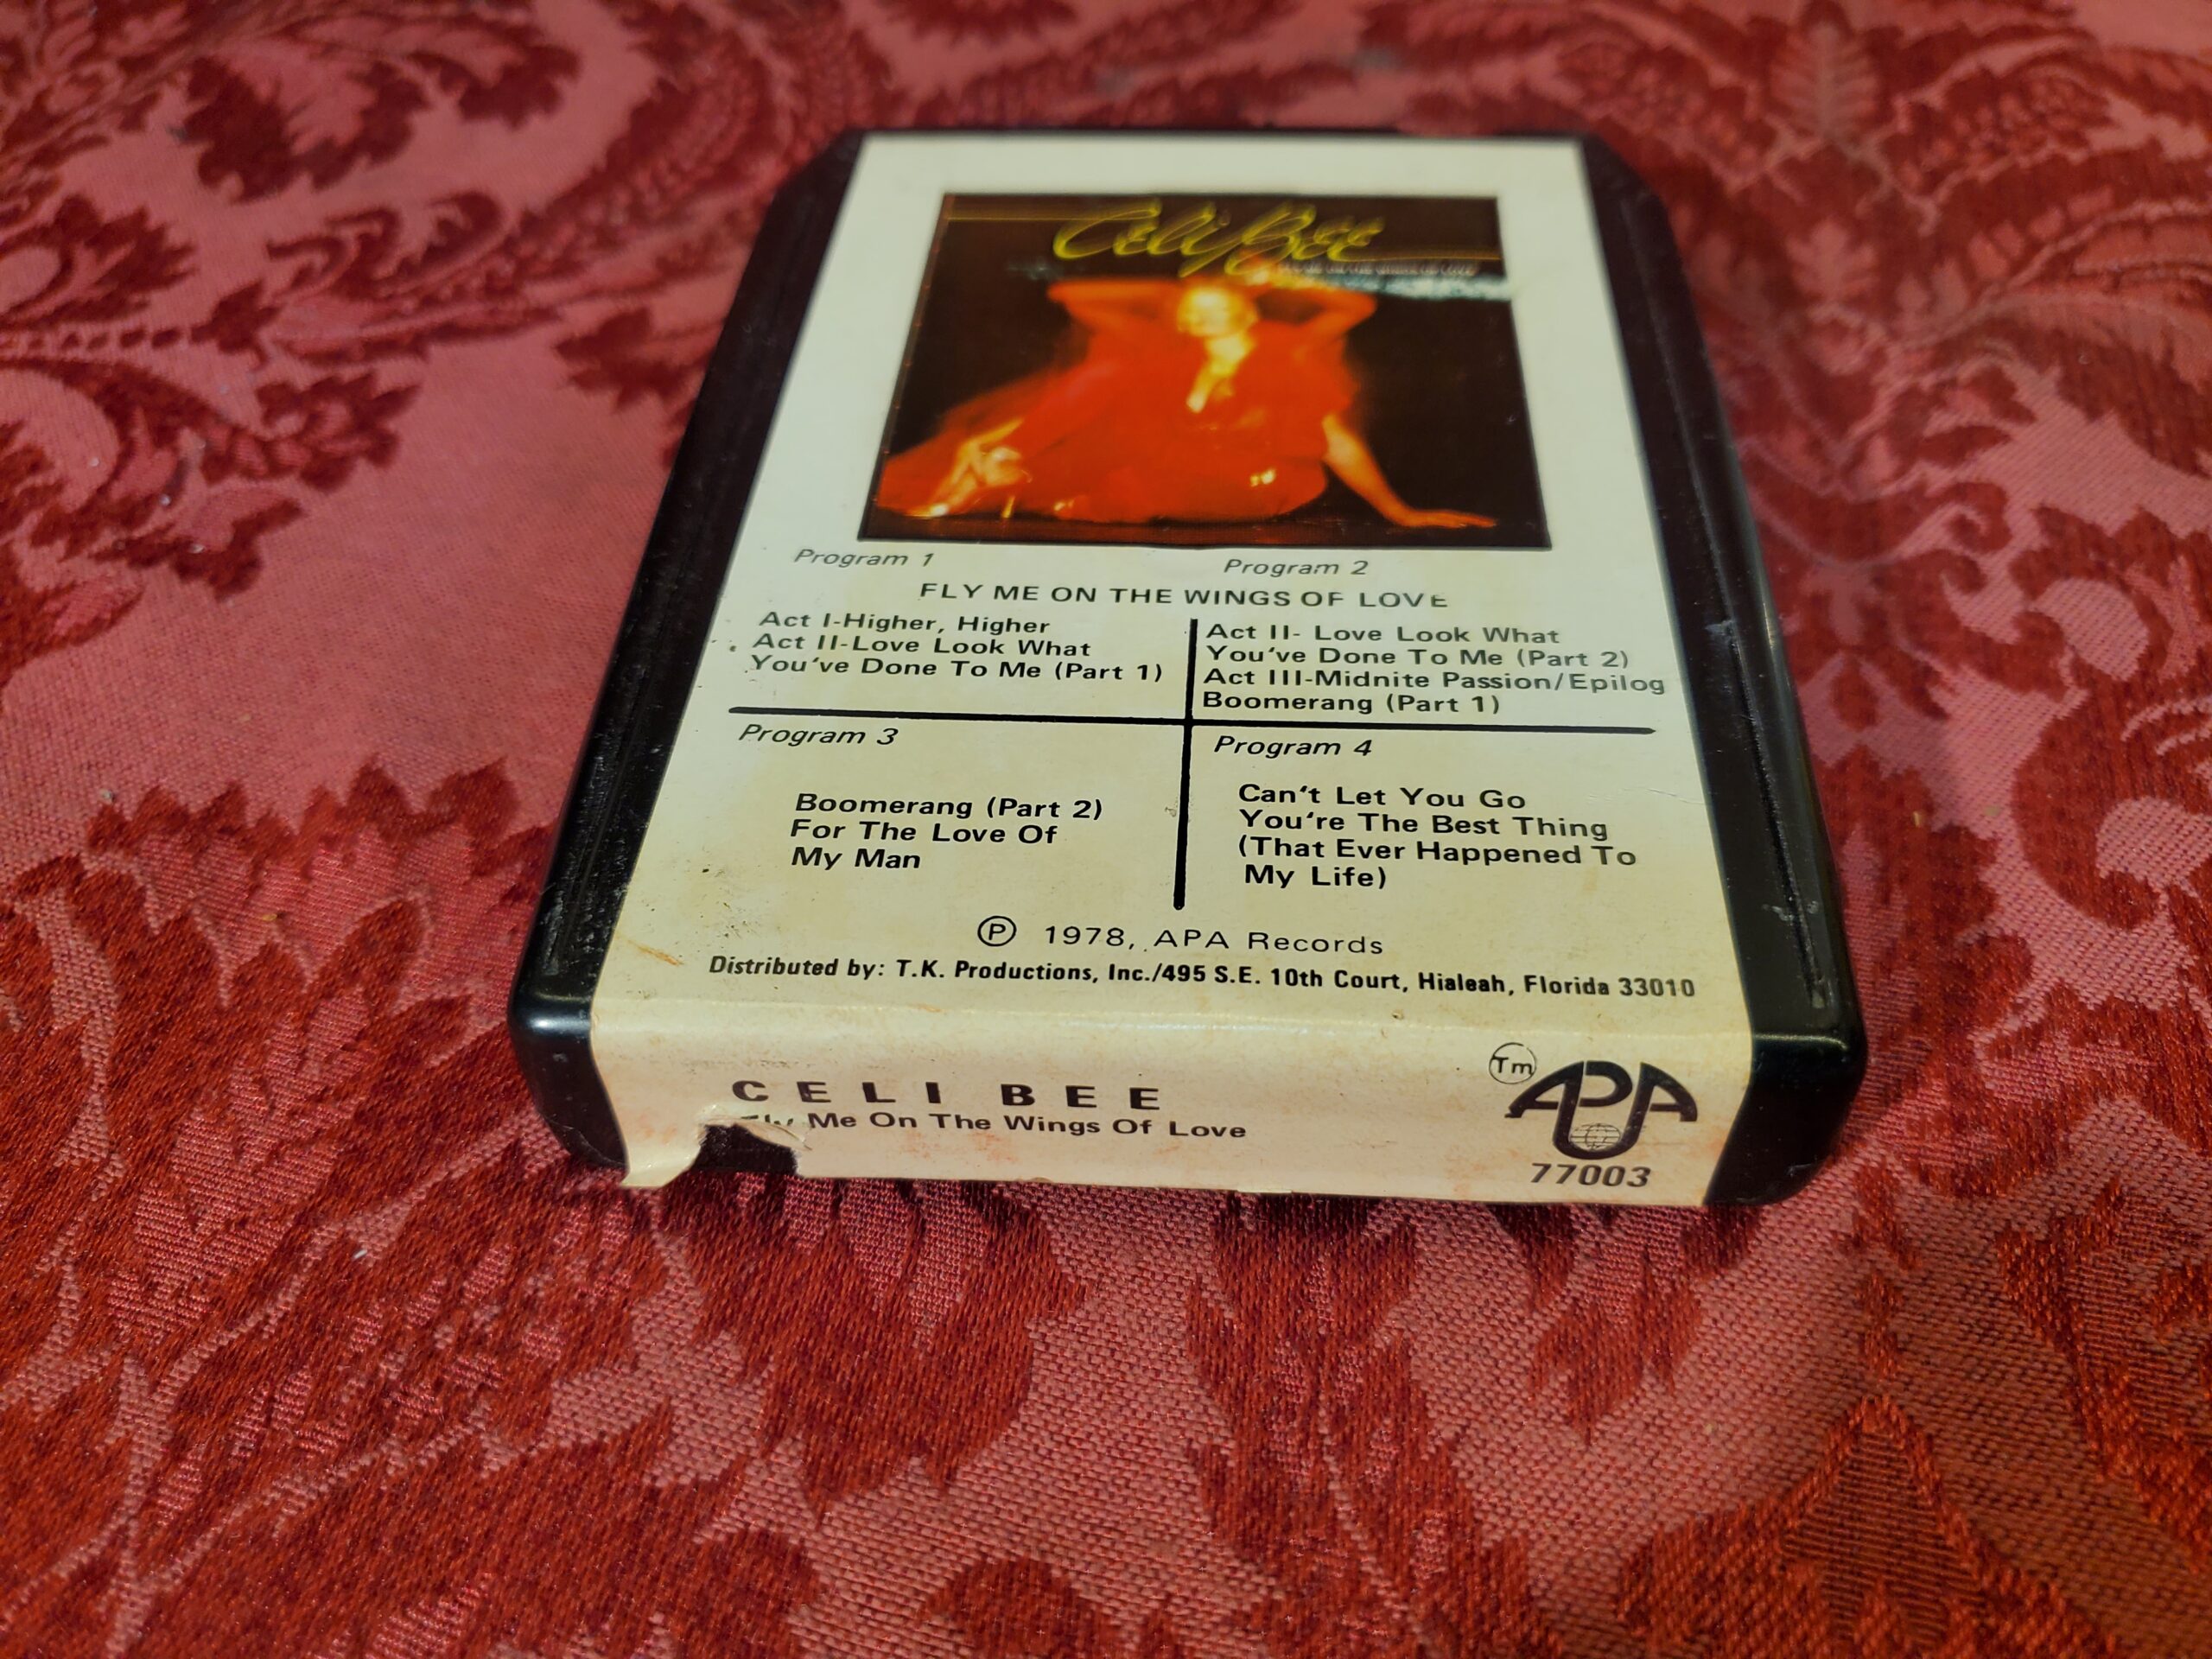 Celi Bee
Program 1
Program 2
FLY ME ON THE WINGS OF LOVE
Act I-Higher, Higher
Act II-Love Look What
You've Done To Me (Part 1)
Act II- Love Look What
You've Done To Me (Part 2)
Act III-Midnite Passion/Epilog
Boomerang (Part 1)
Program 3
Boomerang (Part 2)
For The Love Of
My Man
Program 4
Can't Let You Go
You're The Best Thing
(That Ever Happened To
My Life)
Ⓟ 1978, APA Records
Distributed by: T.K. Productions, Inc./495 S.E. 10th Court, Hialeah, Florida 33010
CELI BEE
Fly Me On The Wings Of Love
Tm
APA
77003